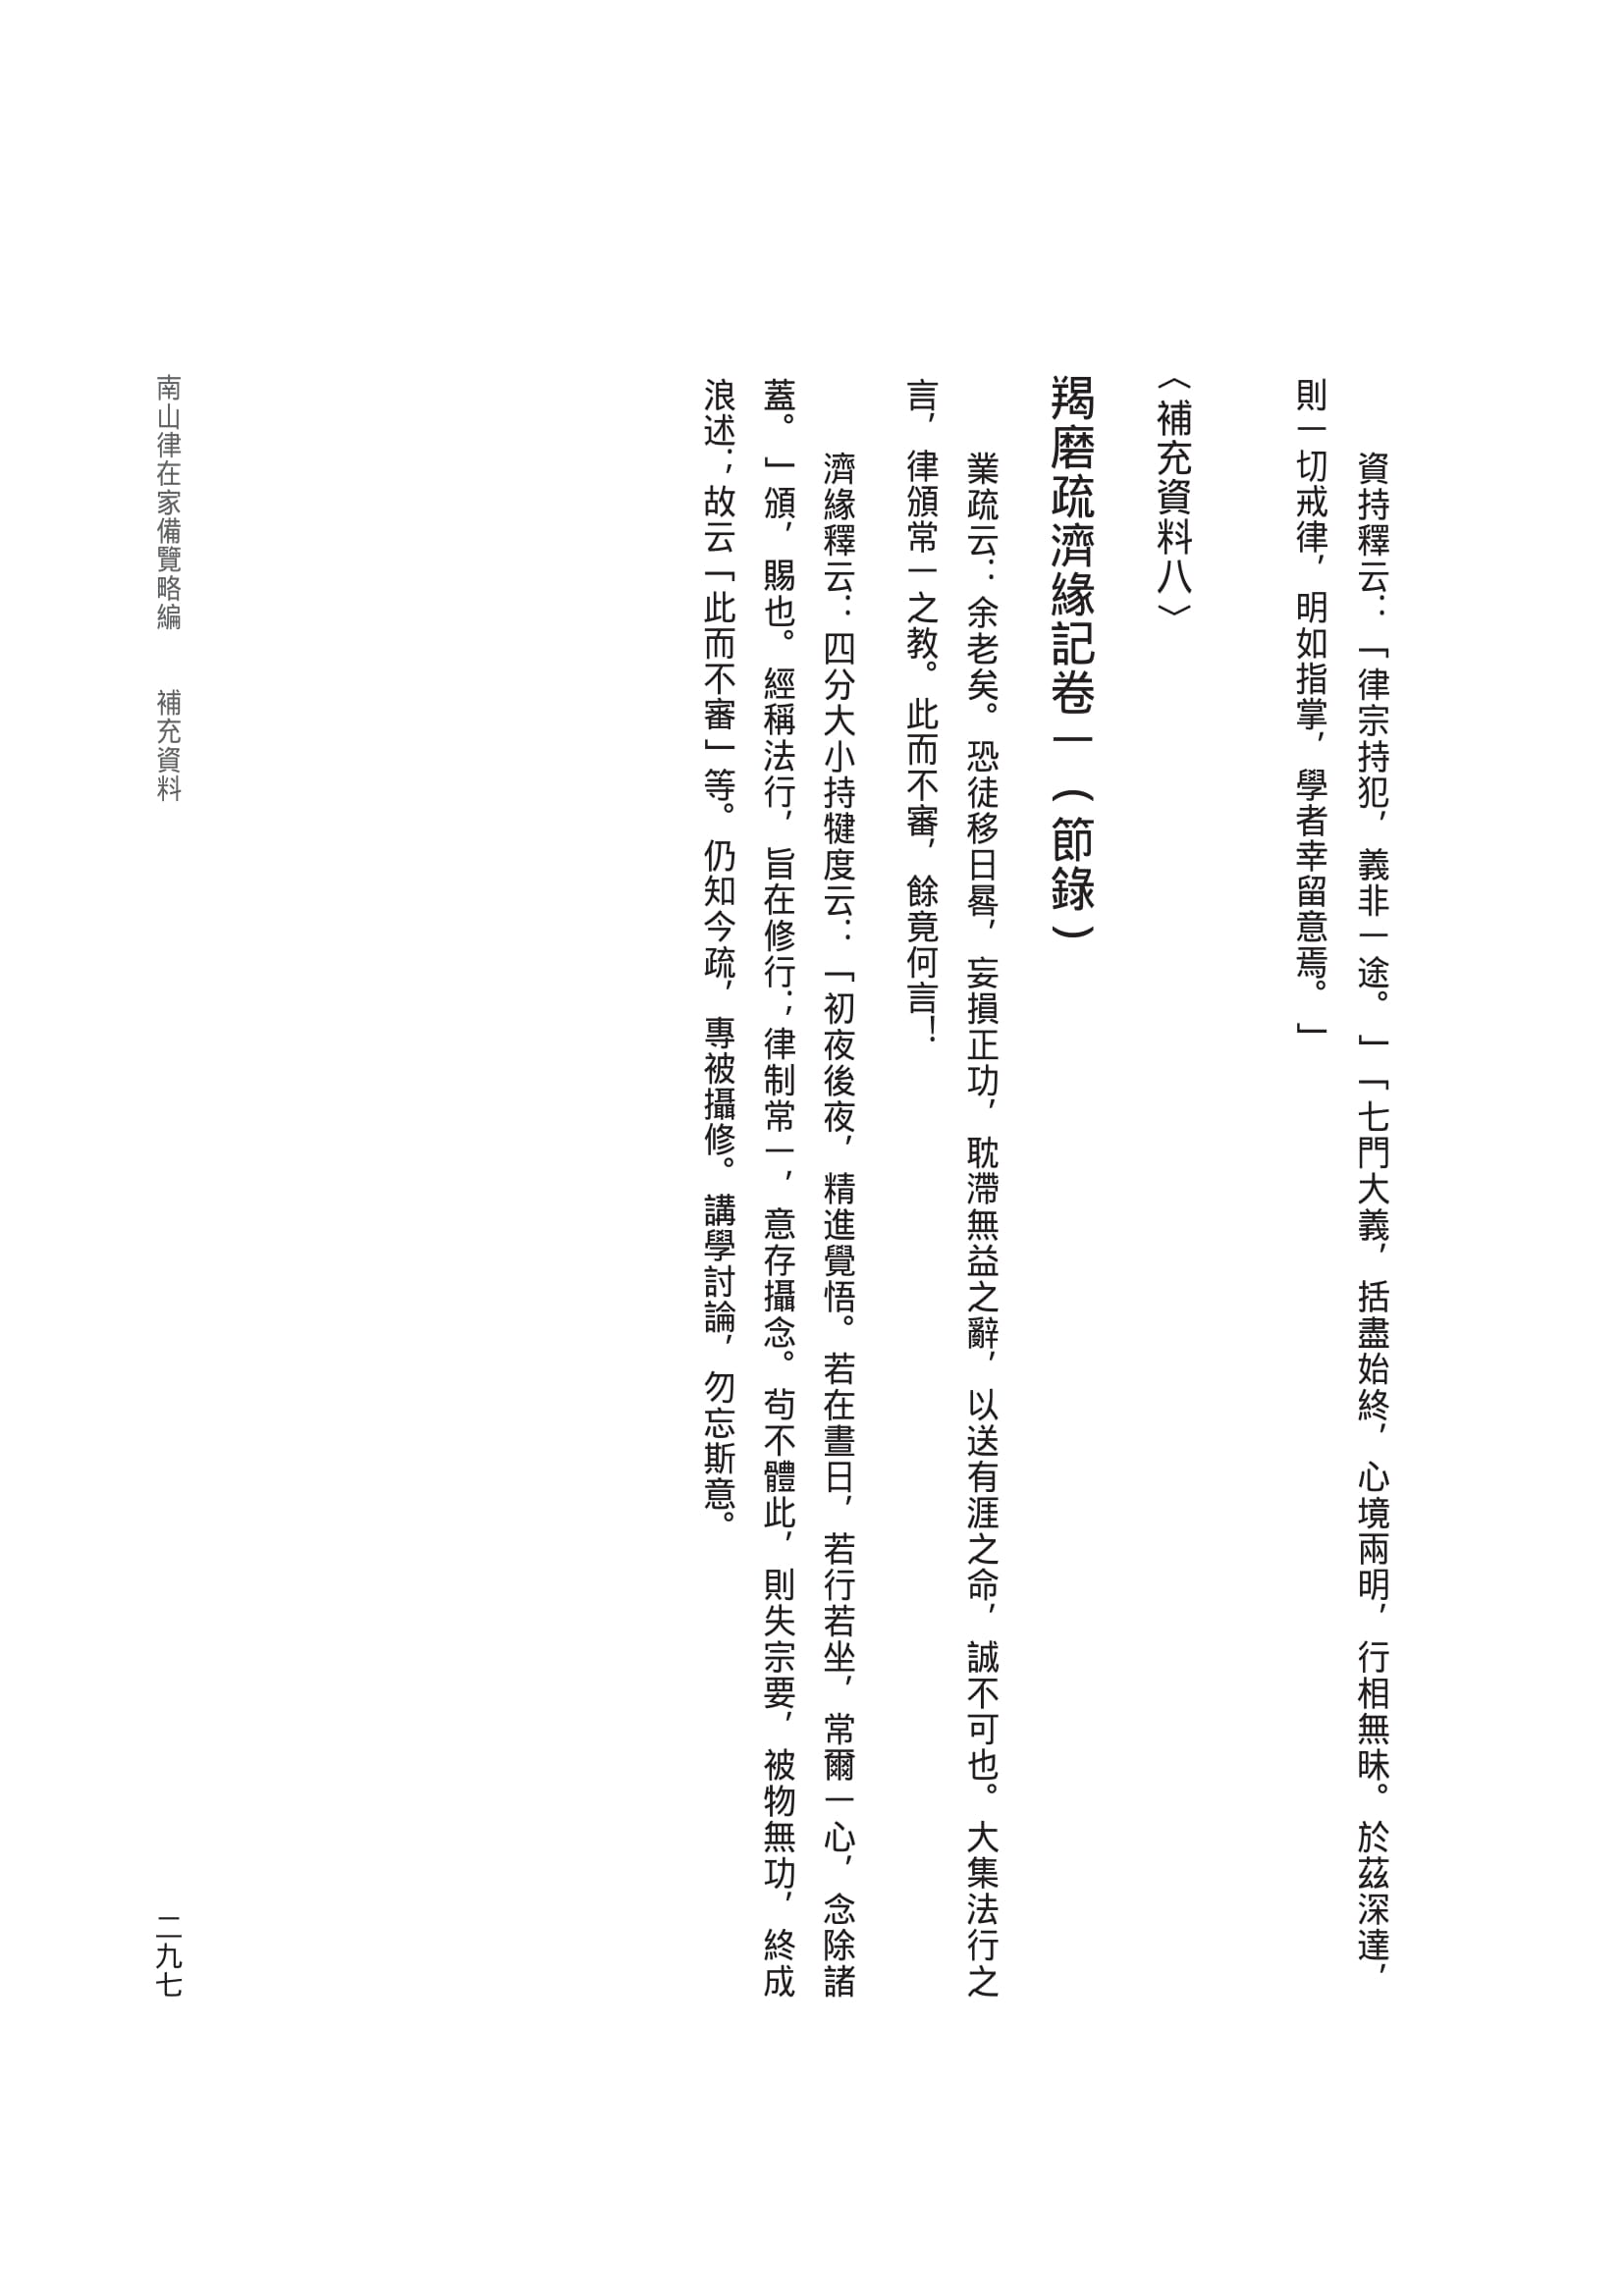 資持釋云：「律宗持犯，義非一途。」「七門大義，括盡始終，心境兩明，行相無昧。於茲深達，
則一切戒律，明如指掌，學者幸留意焉。」
〈補充資料八〉
羯磨疏濟緣記卷一（節錄）
業疏云：余老矣。恐徒移日晷，妄損正功，耽滯無益之辭，以送有涯之命，誠不可也。大集法行之
言，律頒常一之教。此而不審，餘竟何言！
濟緣釋云：四分大小持犍度云：「初夜後夜，精進覺悟。若在晝日，若行若坐，常爾一心，念除諸
蓋。」頒，賜也。經稱法行，旨在修行；律制常一，意存攝念。苟不體此，則失宗要，被物無功，終成
浪述；故云「此而不審」等。仍知今疏，專被攝修。講學討論，勿忘斯意。
南山律在家備覽略編　補充資料
二九七